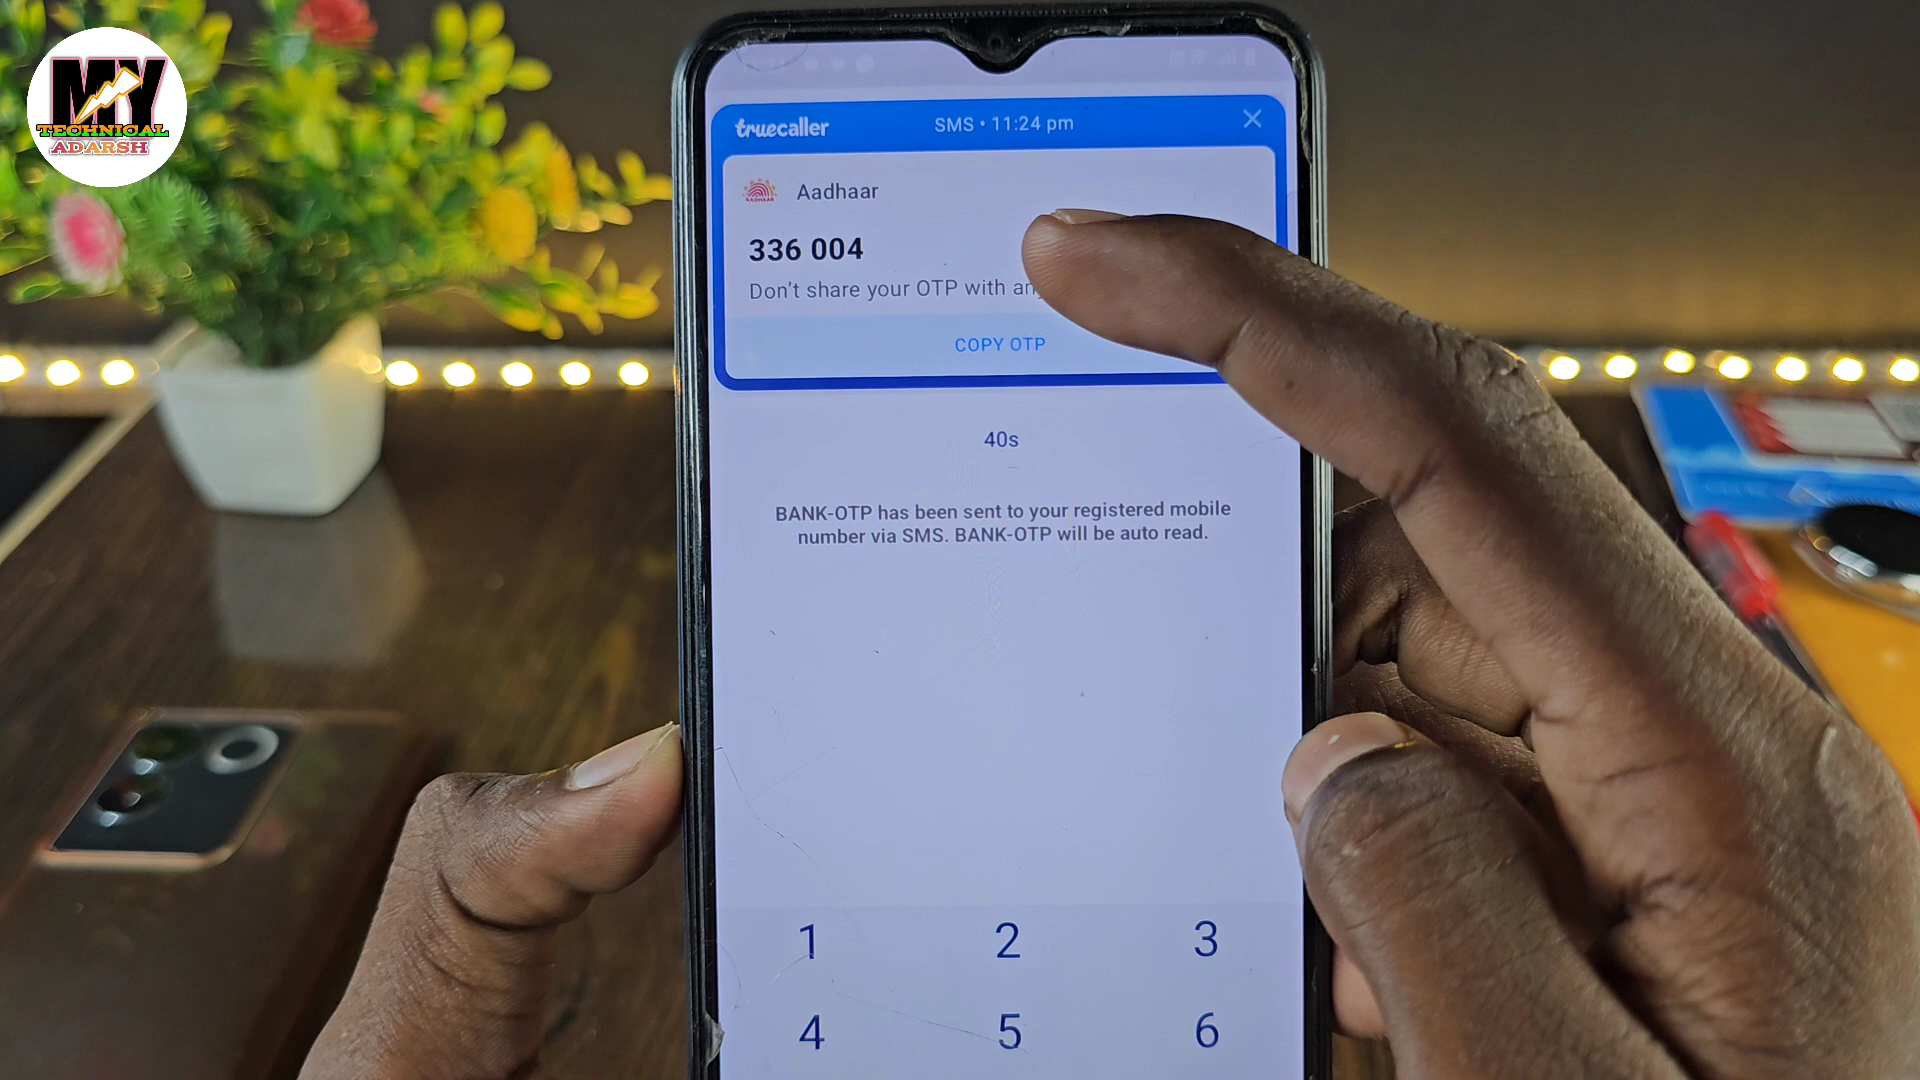 MY
TECHNICAL
ADARSH
truecaller
SMS • 11:24 pm
AADHAAR
Aadhaar
336 004
Don't share your OTP with
COPY OTP
40s
BANK-OTP has been sent to your registered mobile
number via SMS. BANK-OTP will be auto read.
1 2 3
4 5 6